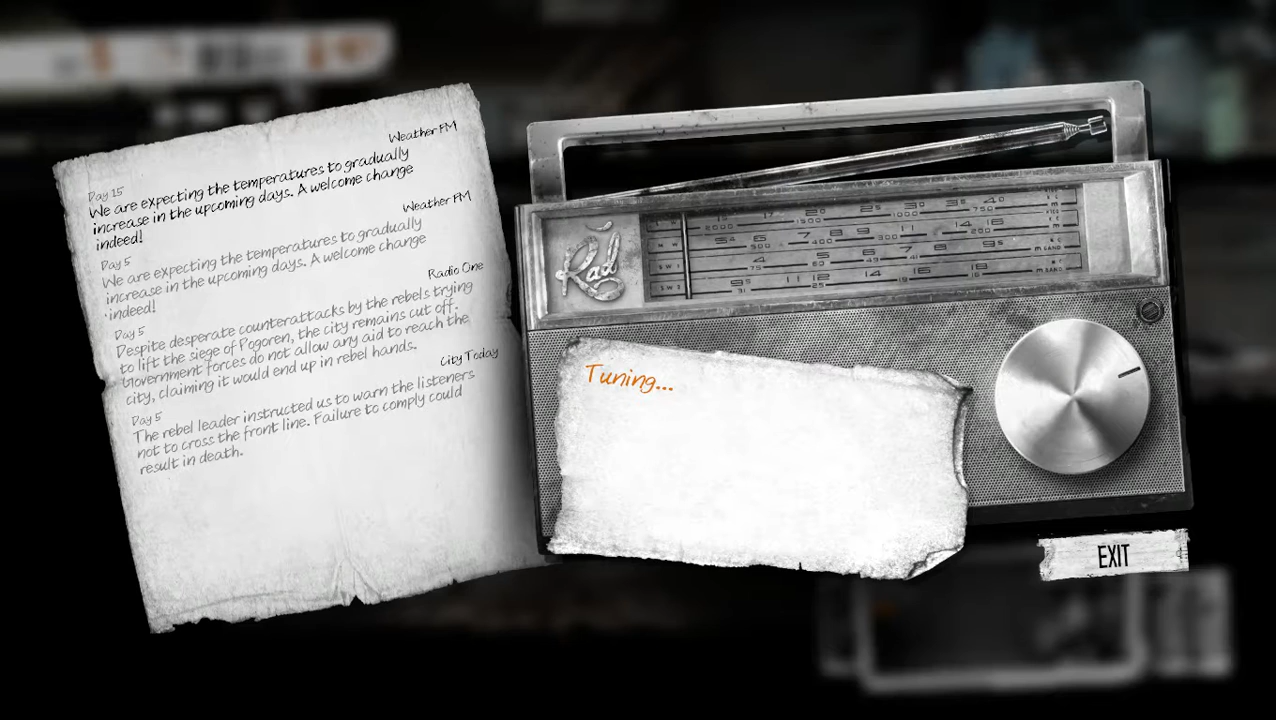 Weather FM
Day 15
We are expecting the temperatures to gradually
increase in the upcoming days. A welcome change
indeed!
Weather FM
Day 5
We are expecting the temperatures to gradually
increase in the upcoming days. A welcome change
indeed!
Radio One
Day 5
Despite desperate counterattacks by the rebels trying
to lift the siege of Pogoren, the city remains cut off.
Government forces do not allow any aid to reach the
city, claiming it would end up in rebel hands.
City Today
Day 5
The rebel leader instructed us to warn the listeners
not to cross the front line. Failure to comply could
result in death.
Rad
Tuning...
EXIT